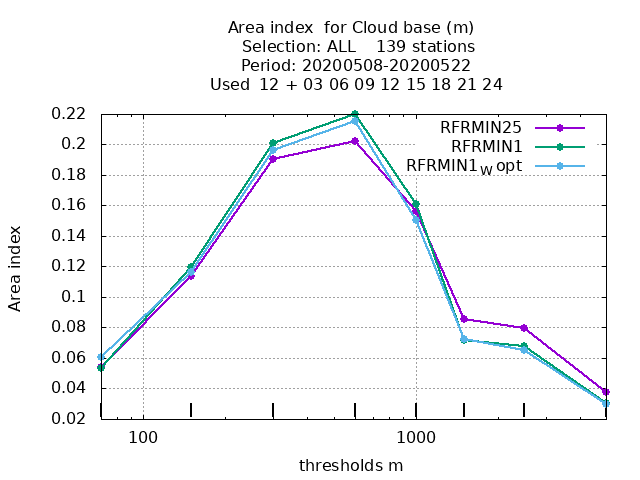 Area index  for Cloud base (m)
Selection: ALL    139 stations
Period: 20200508-20200522
Used  12 + 03 06 09 12 15 18 21 24
RFRMIN25
RFRMIN1
RFRMIN1W opt
0.22
0.2
0.18
0.16
0.14
0.12
0.1
0.08
0.06
0.04
0.02
Area index
100
1000
thresholds m